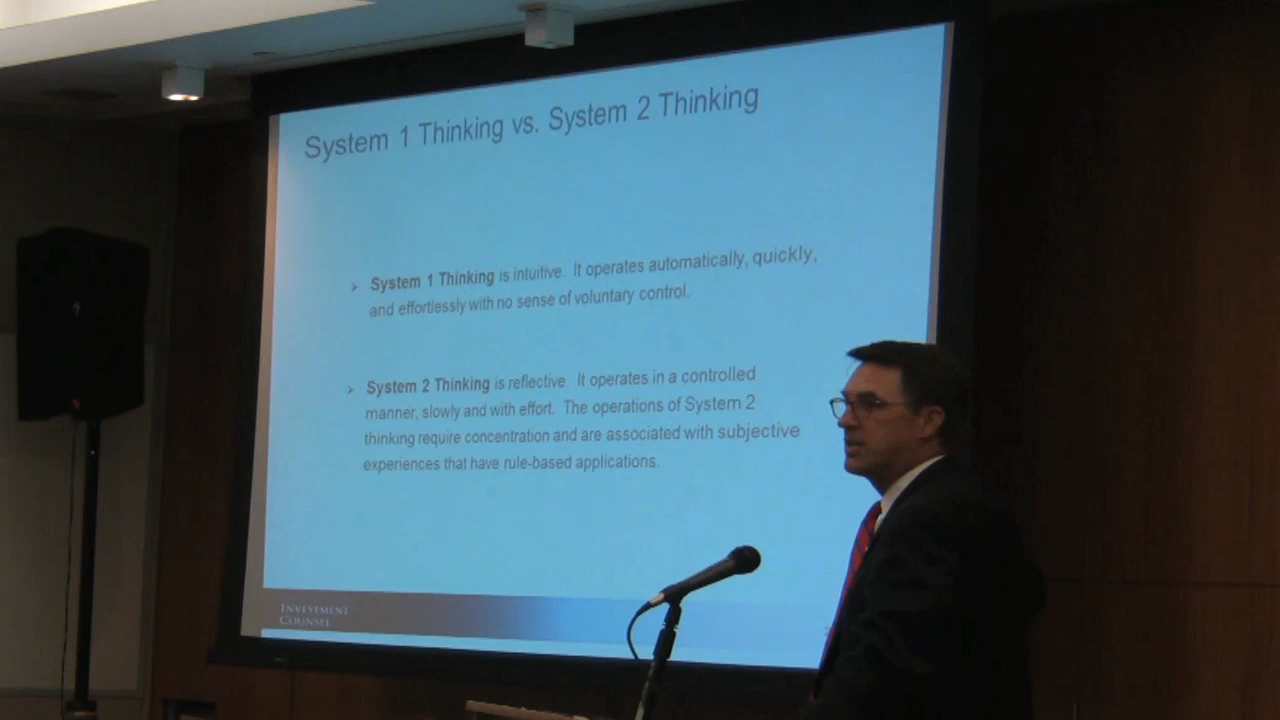 System 1 Thinking vs. System 2 Thinking
System 1 Thinking is intuitive. It operates automatically, quickly,
and effortlessly with no sense of voluntary control.
System 2 Thinking is reflective. It operates in a controlled
manner, slowly and with effort. The operations of System 2
thinking require concentration and are associated with subjective
experiences that have rule-based applications.
INVESTMENT
COUNSEL